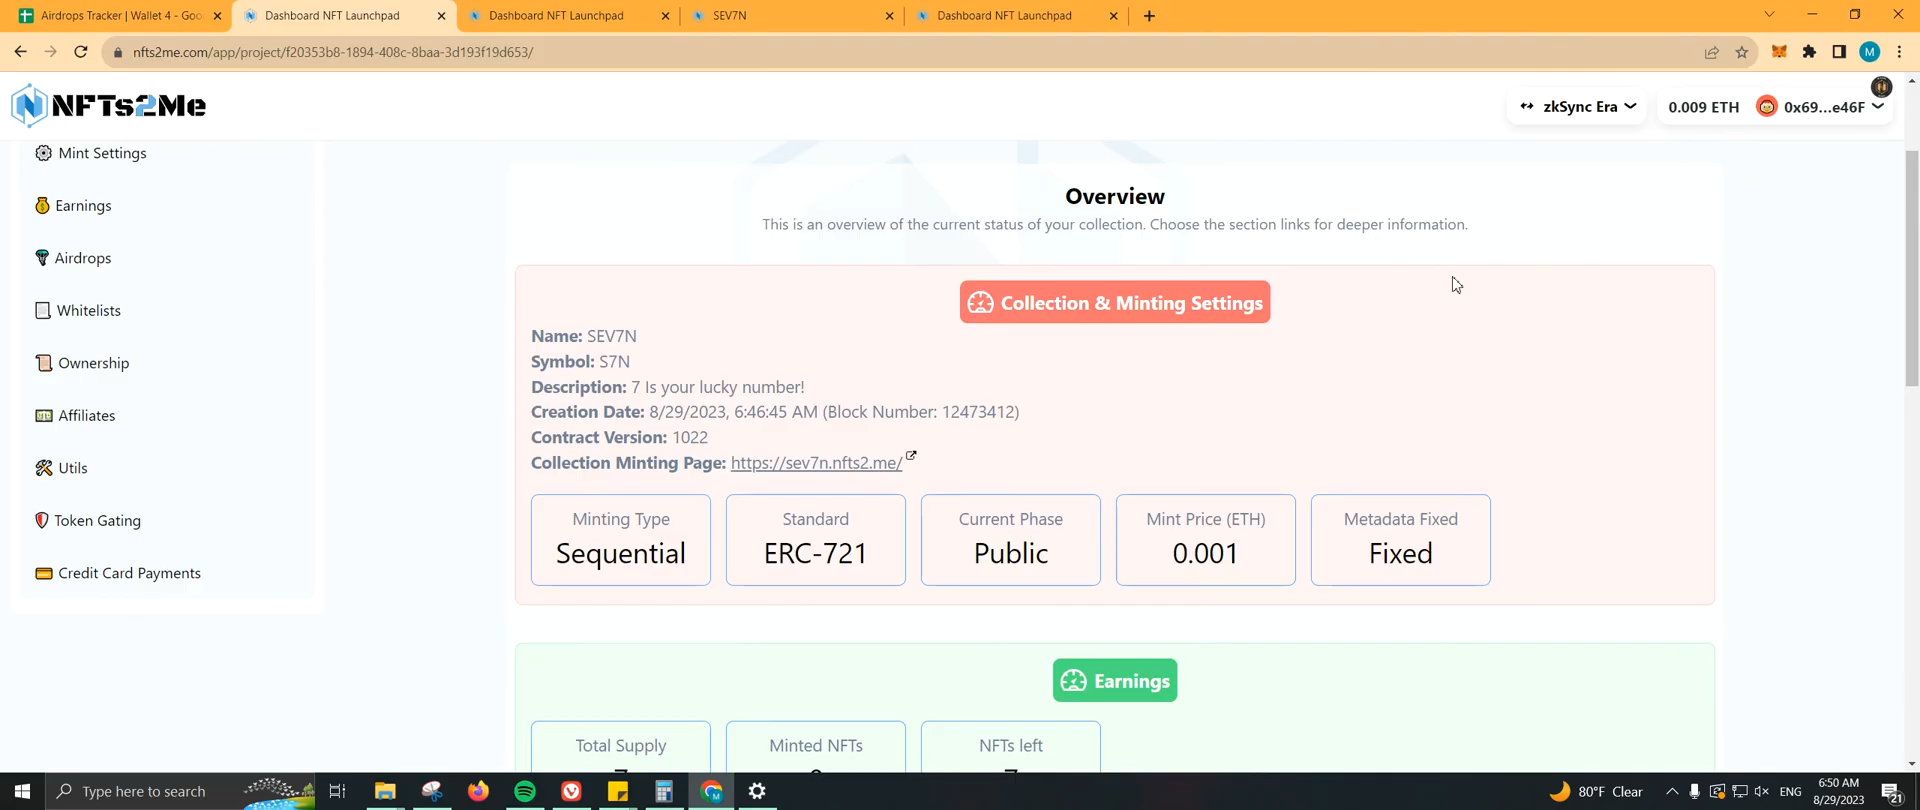 Airdrops Tracker | Wallet 4 - Goo
Dashboard NFT Launchpad
Dashboard NFT Launchpad
SEV7N
Dashboard NFT Launchpad
nfts2me.com/app/project/f20353b8-1894-408c-8baa-3d193f19d653/
M
NFTs2Me
zkSync Era
0.009 ETH
0x69...e46F
Mint Settings
Earnings
Airdrops
Whitelists
Ownership
Affiliates
Utils
Token Gating
Credit Card Payments
Overview
This is an overview of the current status of your collection. Choose the section links for deeper information.
Collection & Minting Settings
Name: SEV7N
Symbol: S7N
Description: 7 Is your lucky number!
Creation Date: 8/29/2023, 6:46:45 AM (Block Number: 12473412)
Contract Version: 1022
Collection Minting Page: https://sev7n.nfts2.me/
Minting Type
Sequential
Standard
ERC-721
Current Phase
Public
Mint Price (ETH)
0.001
Metadata Fixed
Fixed
Earnings
Total Supply
Minted NFTs
NFTs left
Type here to search
80°F Clear
ENG
6:50 AM
8/29/2023
21